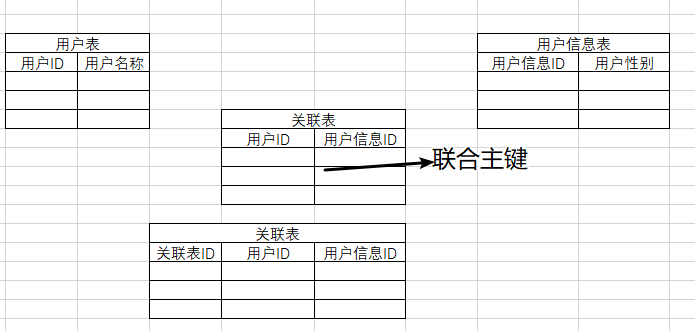 用户表
用户ID 用户名称
用户信息表
用户信息ID 用户性别
关联表
用户ID 用户信息ID
联合主键
关联表
关联表ID 用户ID 用户信息ID